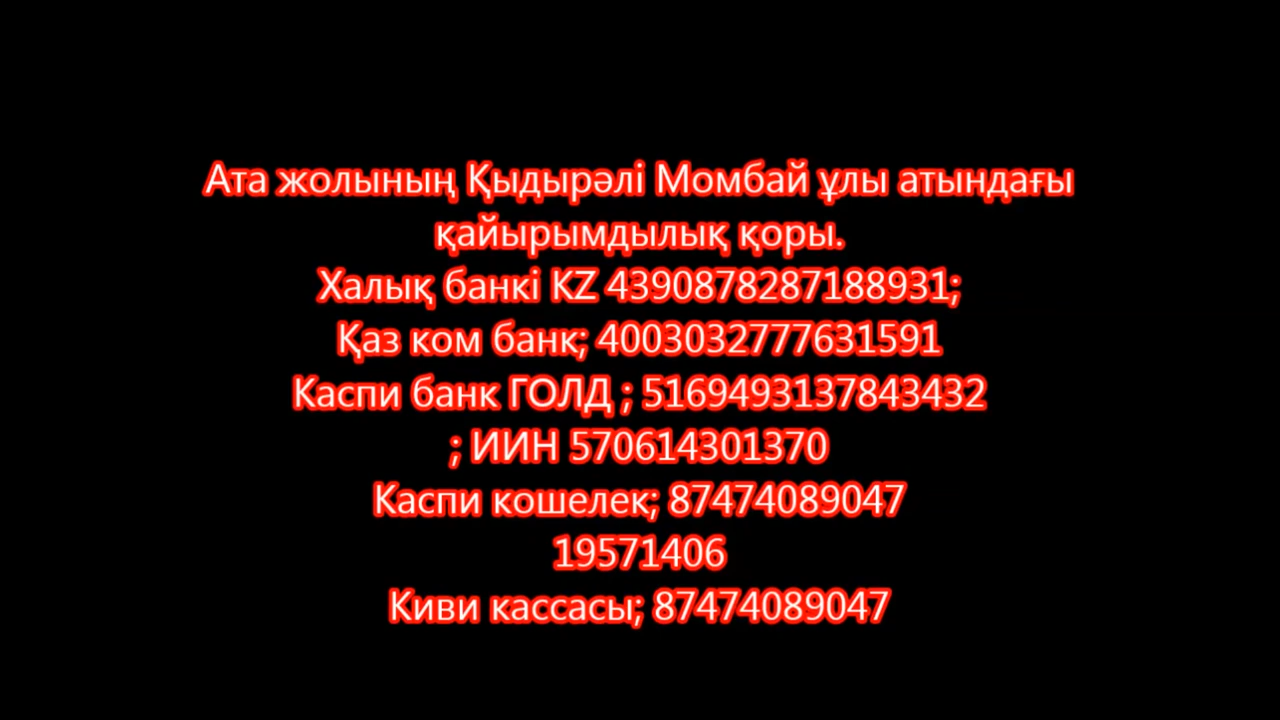 Ата жолының Қыдырәлі Момбай ұлы атындағы
қайырымдылық қоры.
Халық банкі KZ 4390878287188931;
Қаз ком банк; 4003032777631591
Каспи банк ГОЛД ; 5169493137843432
; ИИН 570614301370
Каспи кошелек; 87474089047
19571406
Киви кассасы; 87474089047